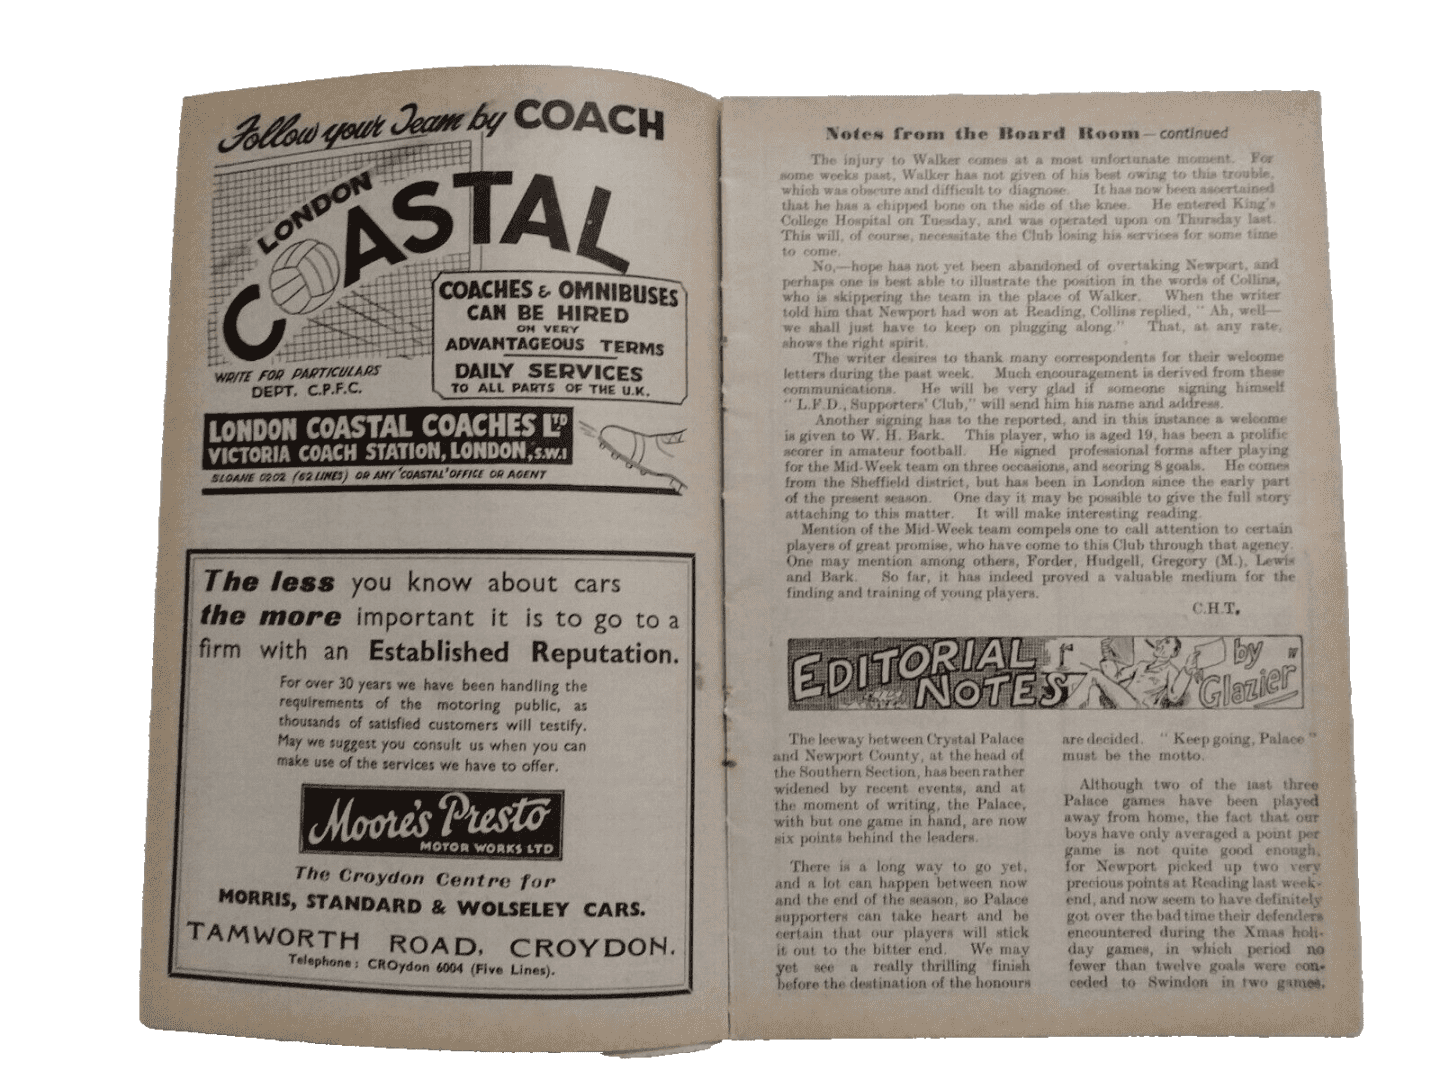 Follow your Team by COACH
LONDON
COASTAL
COACHES & OMNIBUSES
CAN BE HIRED
ON VERY
ADVANTAGEOUS TERMS
DAILY SERVICES
TO ALL PARTS OF THE U.K.
WRITE FOR PARTICULARS
DEPT. C.P.F.C.
LONDON COASTAL COACHES LTD
VICTORIA COACH STATION, LONDON, S.W.1
SLOANE 0202 (62 LINES) OR ANY 'COASTAL' OFFICE OR AGENT
The less you know about cars
the more important it is to go to a
firm with an Established Reputation.
For over 30 years we have been handling the
requirements of the motoring public, as
thousands of satisfied customers will testify.
May we suggest you consult us when you can
make use of the services we have to offer.
Moore's Presto
MOTOR WORKS LTD
The Croydon Centre for
MORRIS, STANDARD & WOLSELEY CARS.
TAMWORTH ROAD, CROYDON.
Telephone: CROydon 6004 (Five Lines).
Notes from the Board Room—continued
The injury to Walker comes at a most unfortunate moment. For
some weeks past, Walker has not given of his best owing to this trouble,
which was obscure and difficult to diagnose. It has now been ascertained
that he has a chipped bone on the side of the knee. He entered King's
College Hospital on Tuesday, and was operated upon on Thursday last.
This will, of course, necessitate the Club losing his services for some time
to come.
No,—hope has not yet been abandoned of overtaking Newport, and
perhaps one is best able to illustrate the position in the words of Collins,
who is skippering the team in the place of Walker. When the writer
told him that Newport had won at Reading, Collins replied, " Ah, well—
we shall just have to keep on plugging along." That, at any rate,
shows the right spirit.
The writer desires to thank many correspondents for their welcome
letters during the past week. Much encouragement is derived from these
communications. He will be very glad if someone signing himself
" L.F.D., Supporters' Club," will send him his name and address.
Another signing has to the reported, and in this instance a welcome
is given to W. H. Bark. This player, who is aged 19, has been a prolific
scorer in amateur football. He signed professional forms after playing
for the Mid-Week team on three occasions, and scoring 8 goals. He comes
from the Sheffield district, but has been in London since the early part
of the present season. One day it may be possible to give the full story
attaching to this matter. It will make interesting reading.
Mention of the Mid-Week team compels one to call attention to certain
players of great promise, who have come to this Club through that agency.
One may mention among others, Forder, Hudgell, Gregory (M.), Lewis
and Bark. So far, it has indeed proved a valuable medium for the
finding and training of young players.
C.H.T.
EDITORIAL NOTES by Glazier
The leeway between Crystal Palace
and Newport County, at the head of
the Southern Section, has been rather
widened by recent events, and at
the moment of writing, the Palace,
with but one game in hand, are now
six points behind the leaders.
There is a long way to go yet,
and a lot can happen between now
and the end of the season, so Palace
supporters can take heart and be
certain that our players will stick
it out to the bitter end. We may
yet see a really thrilling finish
before the destination of the honours
are decided. " Keep going, Palace "
must be the motto.
Although two of the last three
Palace games have been played
away from home, the fact that our
boys have only averaged a point per
game is not quite good enough,
for Newport picked up two very
precious points at Reading last week-
end, and now seem to have definitely
got over the bad time their defenders
encountered during the Xmas holi-
day games, in which period no
fewer than twelve goals were con-
ceded to Swindon in two games.